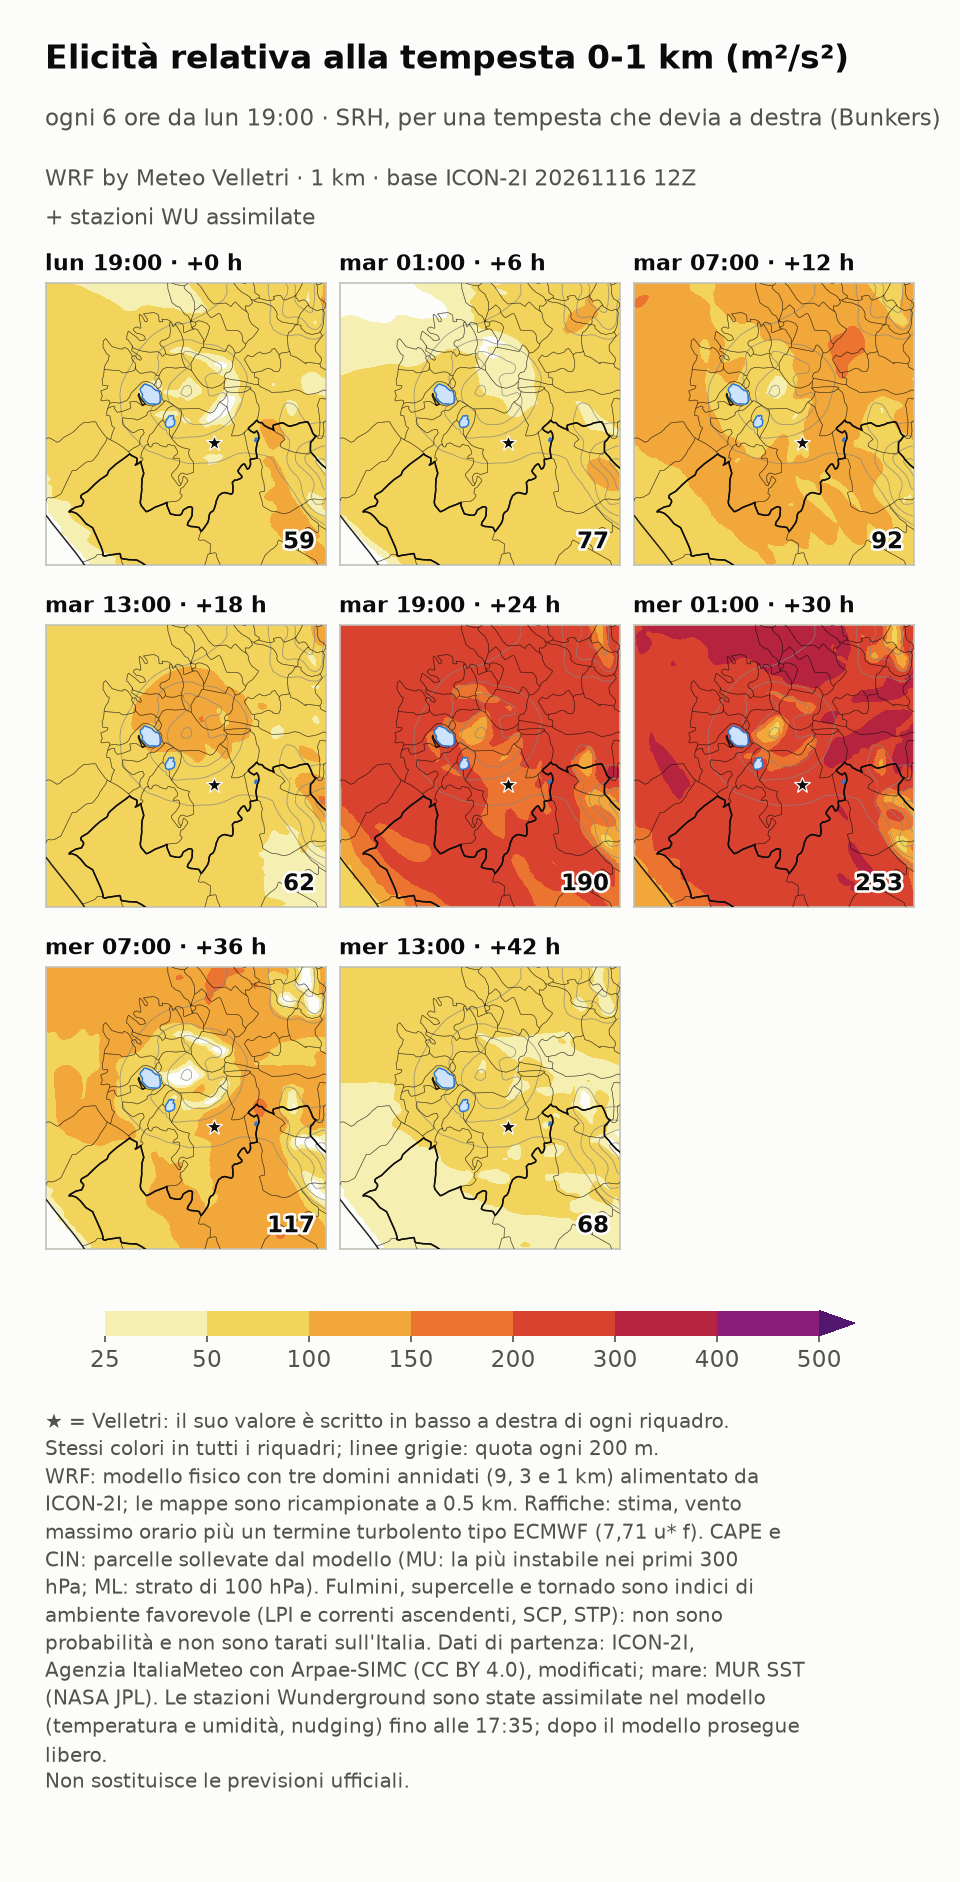 Elicità relativa alla tempesta 0-1 km (m²/s²)
ogni 6 ore da lun 19:00 · SRH, per una tempesta che devia a destra (Bunkers)
WRF by Meteo Velletri · 1 km · base ICON-2I 20261116 12Z
+ stazioni WU assimilate
lun 19:00 · +0 h
mar 01:00 · +6 h
mar 07:00 · +12 h
59
77
92
mar 13:00 · +18 h
mar 19:00 · +24 h
mer 01:00 · +30 h
62
190
253
mer 07:00 · +36 h
mer 13:00 · +42 h
117
68
25 50 100 150 200 300 400 500
★ = Velletri: il suo valore è scritto in basso a destra di ogni riquadro.
Stessi colori in tutti i riquadri; linee grigie: quota ogni 200 m.
WRF: modello fisico con tre domini annidati (9, 3 e 1 km) alimentato da
ICON-2I; le mappe sono ricampionate a 0.5 km. Raffiche: stima, vento
massimo orario più un termine turbolento tipo ECMWF (7,71 u* f). CAPE e
CIN: parcelle sollevate dal modello (MU: la più instabile nei primi 300
hPa; ML: strato di 100 hPa). Fulmini, supercelle e tornado sono indici di
ambiente favorevole (LPI e correnti ascendenti, SCP, STP): non sono
probabilità e non sono tarati sull'Italia. Dati di partenza: ICON-2I,
Agenzia ItaliaMeteo con Arpae-SIMC (CC BY 4.0), modificati; mare: MUR SST
(NASA JPL). Le stazioni Wunderground sono state assimilate nel modello
(temperatura e umidità, nudging) fino alle 17:35; dopo il modello prosegue
libero.
Non sostituisce le previsioni ufficiali.